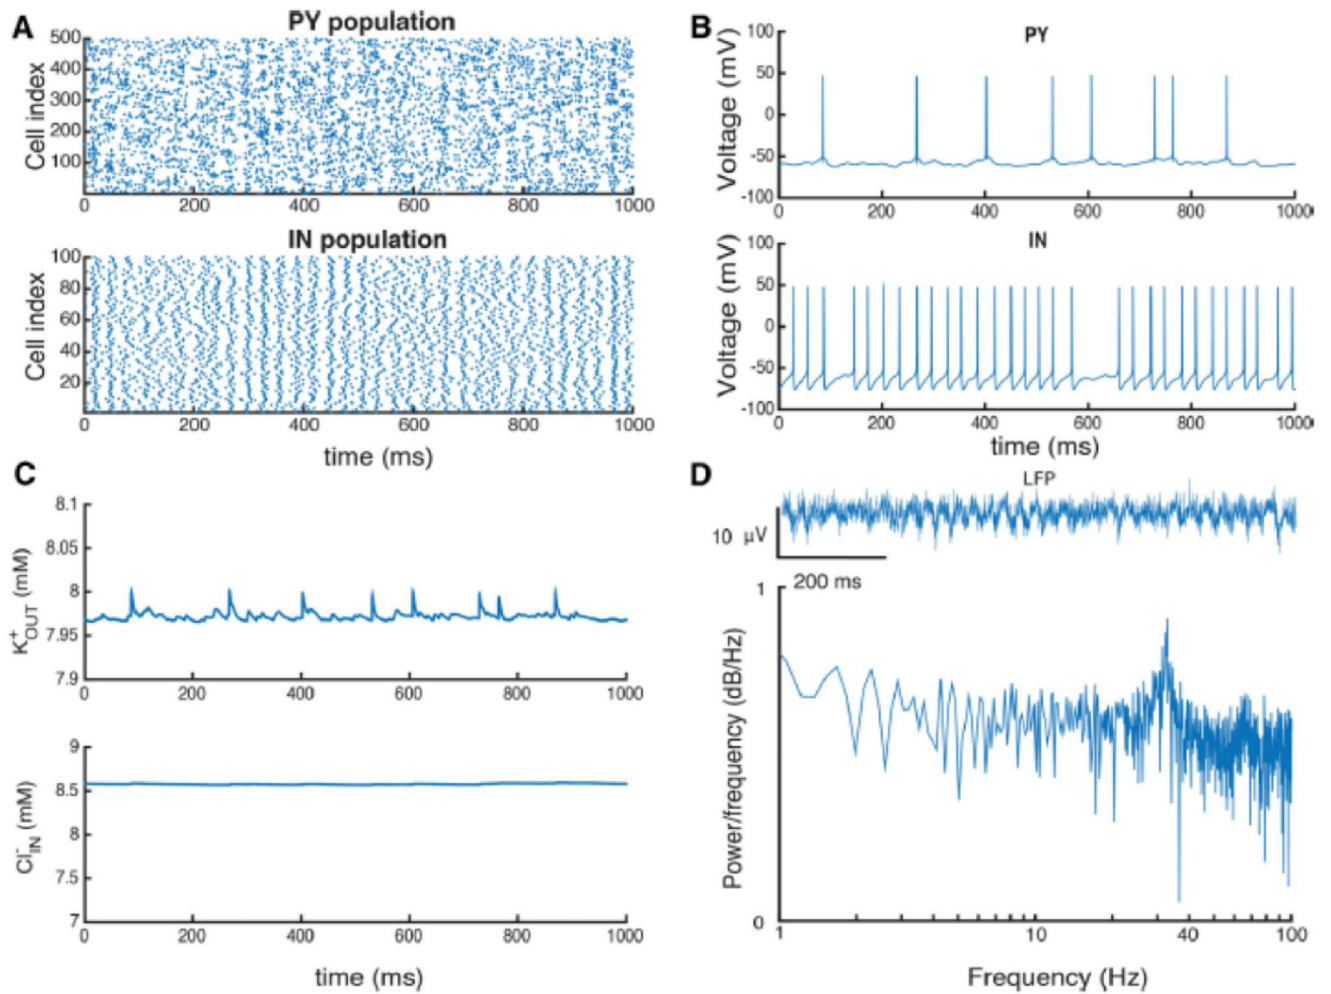 A
PY population
500
400
300
200
100
Cell index
0 200 400 600 800 1000
IN population
100
80
60
40
20
Cell index
0 200 400 600 800 1000
time (ms)
B
PY
100
50
0
-50
-100
Voltage (mV)
0 200 400 600 800 1000
IN
100
50
0
-50
-100
Voltage (mV)
0 200 400 600 800 1000
time (ms)
C
8.1
8.05
8
7.95
7.9
K+OUT (mM)
0 200 400 600 800 1000
9
8.5
8
7.5
7
Cl-IN (mM)
0 200 400 600 800 1000
time (ms)
D
LFP
10 μV
200 ms
1
0
Power/frequency (dB/Hz)
1 10 40 100
Frequency (Hz)